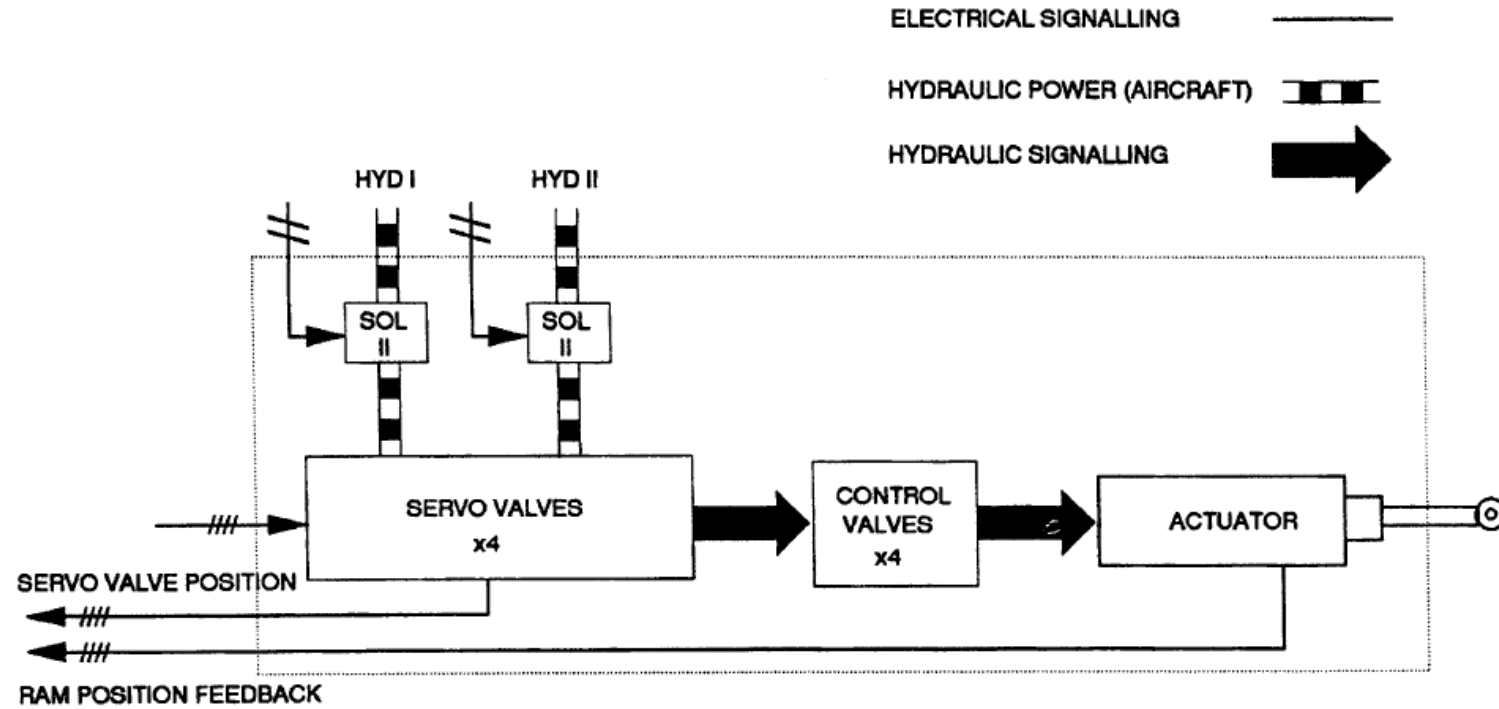 ELECTRICAL SIGNALLING
HYDRAULIC POWER (AIRCRAFT)
HYDRAULIC SIGNALLING
HYD I
HYD II
SOL
II
SOL
II
SERVO VALVES
x4
CONTROL
VALVES
x4
ACTUATOR
SERVO VALVE POSITION
RAM POSITION FEEDBACK